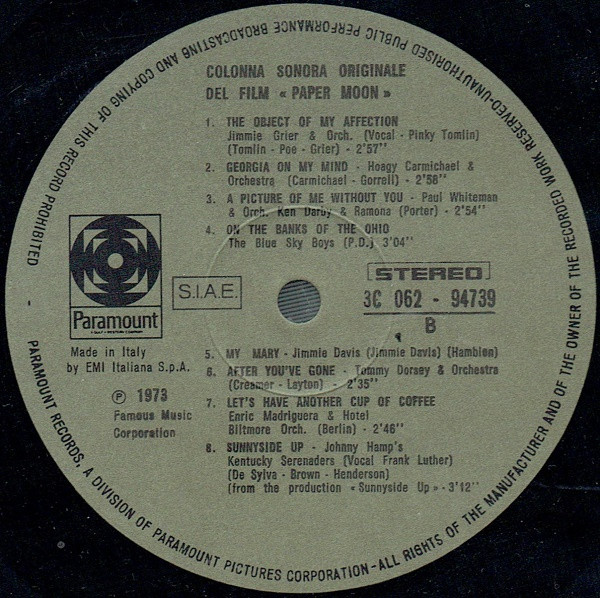 COLONNA SONORA ORIGINALE
DEL FILM « PAPER MOON »
1. THE OBJECT OF MY AFFECTION
Jimmie Grier & Orch. (Vocal - Pinky Tomlin)
(Tomlin - Poe - Grier) - 2'57''
2. GEORGIA ON MY MIND - Hoagy Carmichael &
Orchestra (Carmichael - Gorrell) - 2'58''
3. A PICTURE OF ME WITHOUT YOU - Paul Whiteman
& Orch. Ken Darby & Ramona (Porter) - 2'54''
4. ON THE BANKS OF THE OHIO
The Blue Sky Boys (P.D.) 3'04''
Paramount
S.I.A.E.
STEREO
3C 062 - 94739
B
Made in Italy
by EMI Italiana S.p.A.
℗ 1973
Famous Music
Corporation
5. MY MARY - Jimmie Davis (Jimmie Davis) (Hamblen)
6. AFTER YOU'VE GONE - Tommy Dorsey & Orchestra
(Creamer - Layton) - 2'35''
7. LET'S HAVE ANOTHER CUP OF COFFEE
Enric Madriguera & Hotel
Biltmore Orch. (Berlin) - 2'46''
8. SUNNYSIDE UP - Johnny Hamp's
Kentucky Serenaders (Vocal Frank Luther)
(De Sylva - Brown - Henderson)
(from the production « Sunnyside Up » - 3'12''
PARAMOUNT RECORDS, A DIVISION OF PARAMOUNT PICTURES CORPORATION - ALL RIGHTS OF THE MANUFACTURER AND OF THE OWNER OF THE RECORDED WORK RESERVED - UNAUTHORISED PUBLIC PERFORMANCE BROADCASTING AND COPYING OF THIS RECORD PROHIBITED